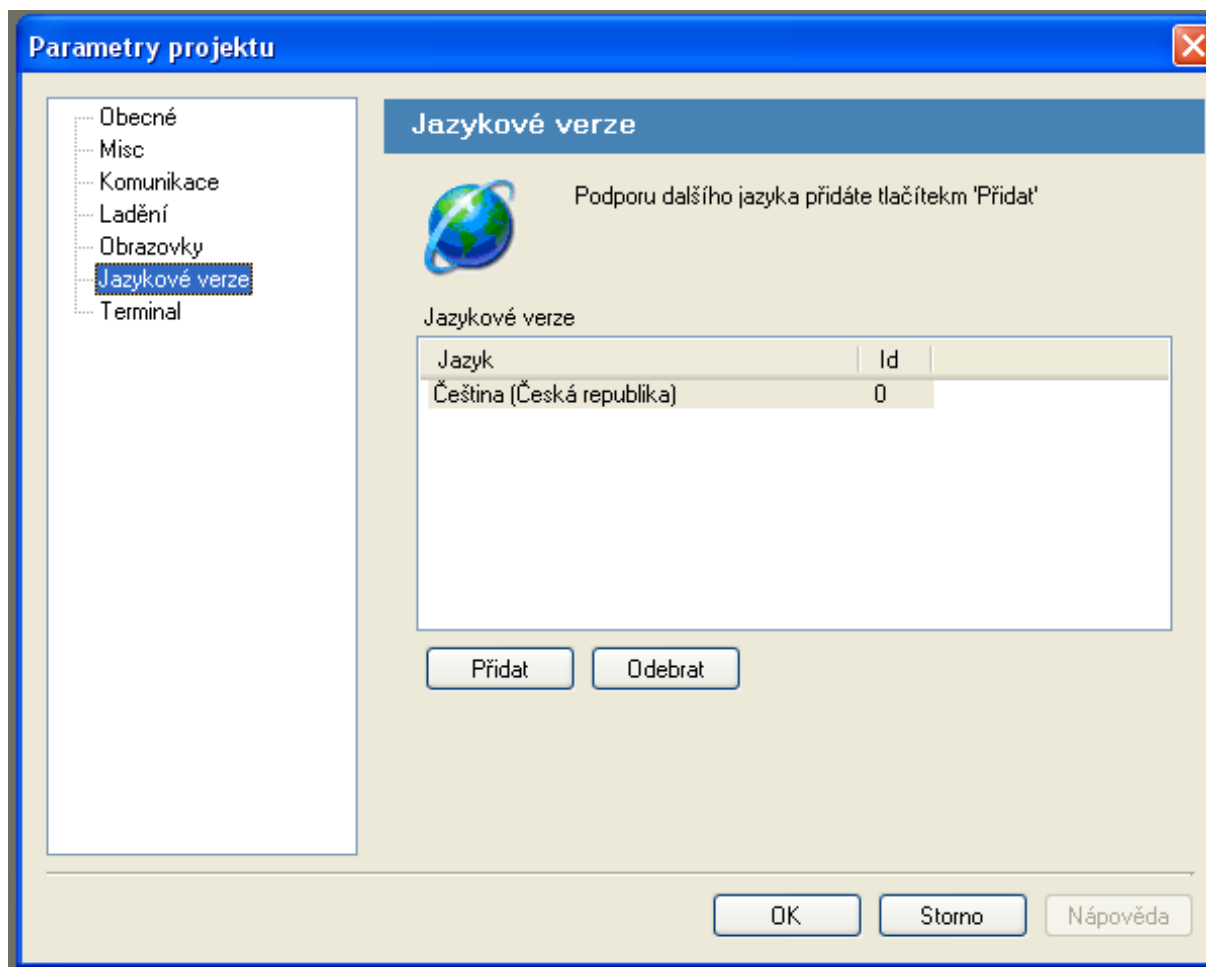 Parametry projektu
Obecné
Misc
Komunikace
Ladění
Obrazovky
Jazykové verze
Terminal
Jazykové verze
Podporu dalšího jazyka přidáte tlačítekm 'Přidat'
Jazykové verze
Jazyk Id
Čeština (Česká republika) 0
Přidat Odebrat
OK Storno Nápověda